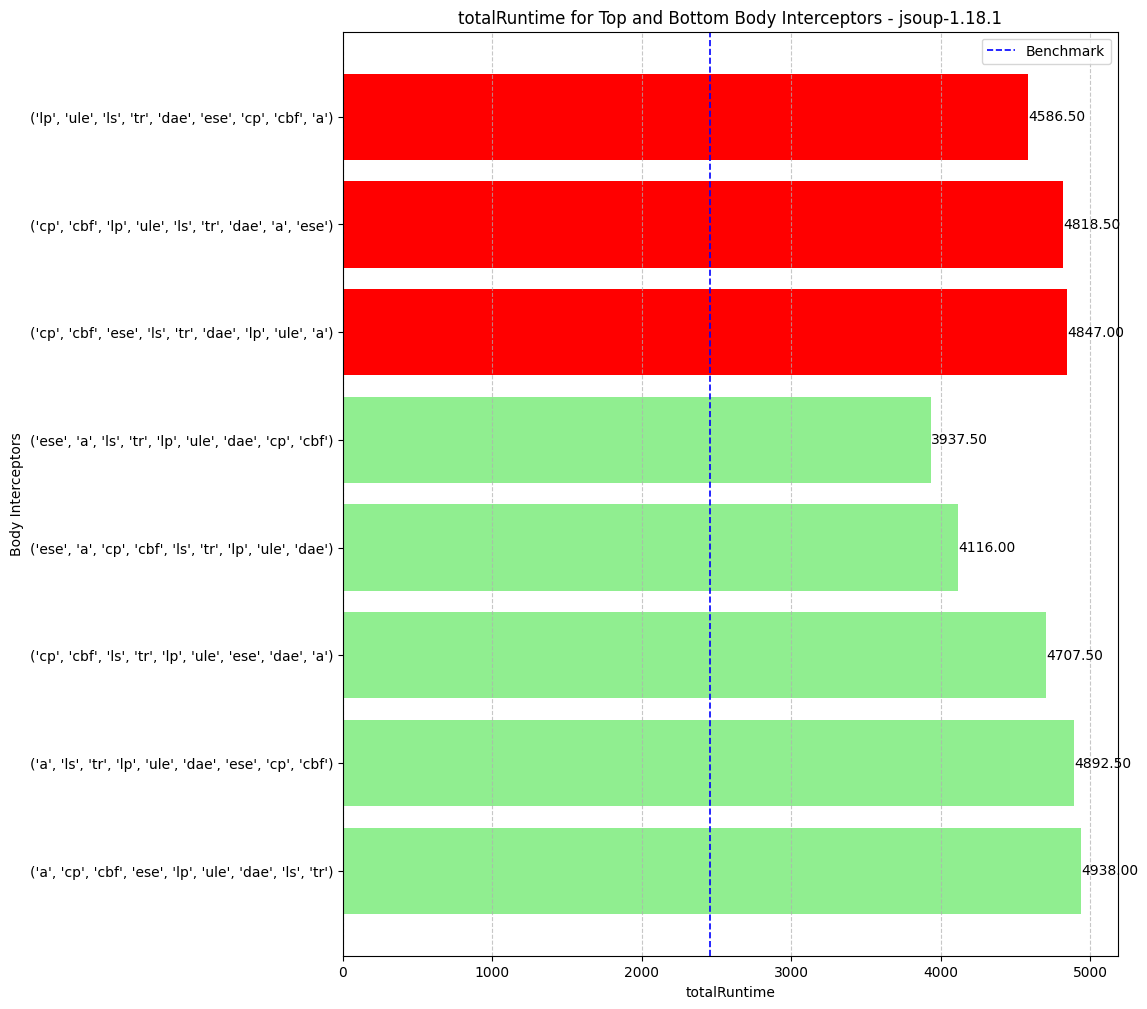 totalRuntime for Top and Bottom Body Interceptors - jsoup-1.18.1
Benchmark
('lp', 'ule', 'ls', 'tr', 'dae', 'ese', 'cp', 'cbf', 'a')
4586.50
('cp', 'cbf', 'lp', 'ule', 'ls', 'tr', 'dae', 'a', 'ese')
4818.50
('cp', 'cbf', 'ese', 'ls', 'tr', 'dae', 'lp', 'ule', 'a')
4847.00
('ese', 'a', 'ls', 'tr', 'lp', 'ule', 'dae', 'cp', 'cbf')
3937.50
('ese', 'a', 'cp', 'cbf', 'ls', 'tr', 'lp', 'ule', 'dae')
4116.00
('cp', 'cbf', 'ls', 'tr', 'lp', 'ule', 'ese', 'dae', 'a')
4707.50
('a', 'ls', 'tr', 'lp', 'ule', 'dae', 'ese', 'cp', 'cbf')
4892.50
('a', 'cp', 'cbf', 'ese', 'lp', 'ule', 'dae', 'ls', 'tr')
4938.00
Body Interceptors
0 1000 2000 3000 4000 5000
totalRuntime